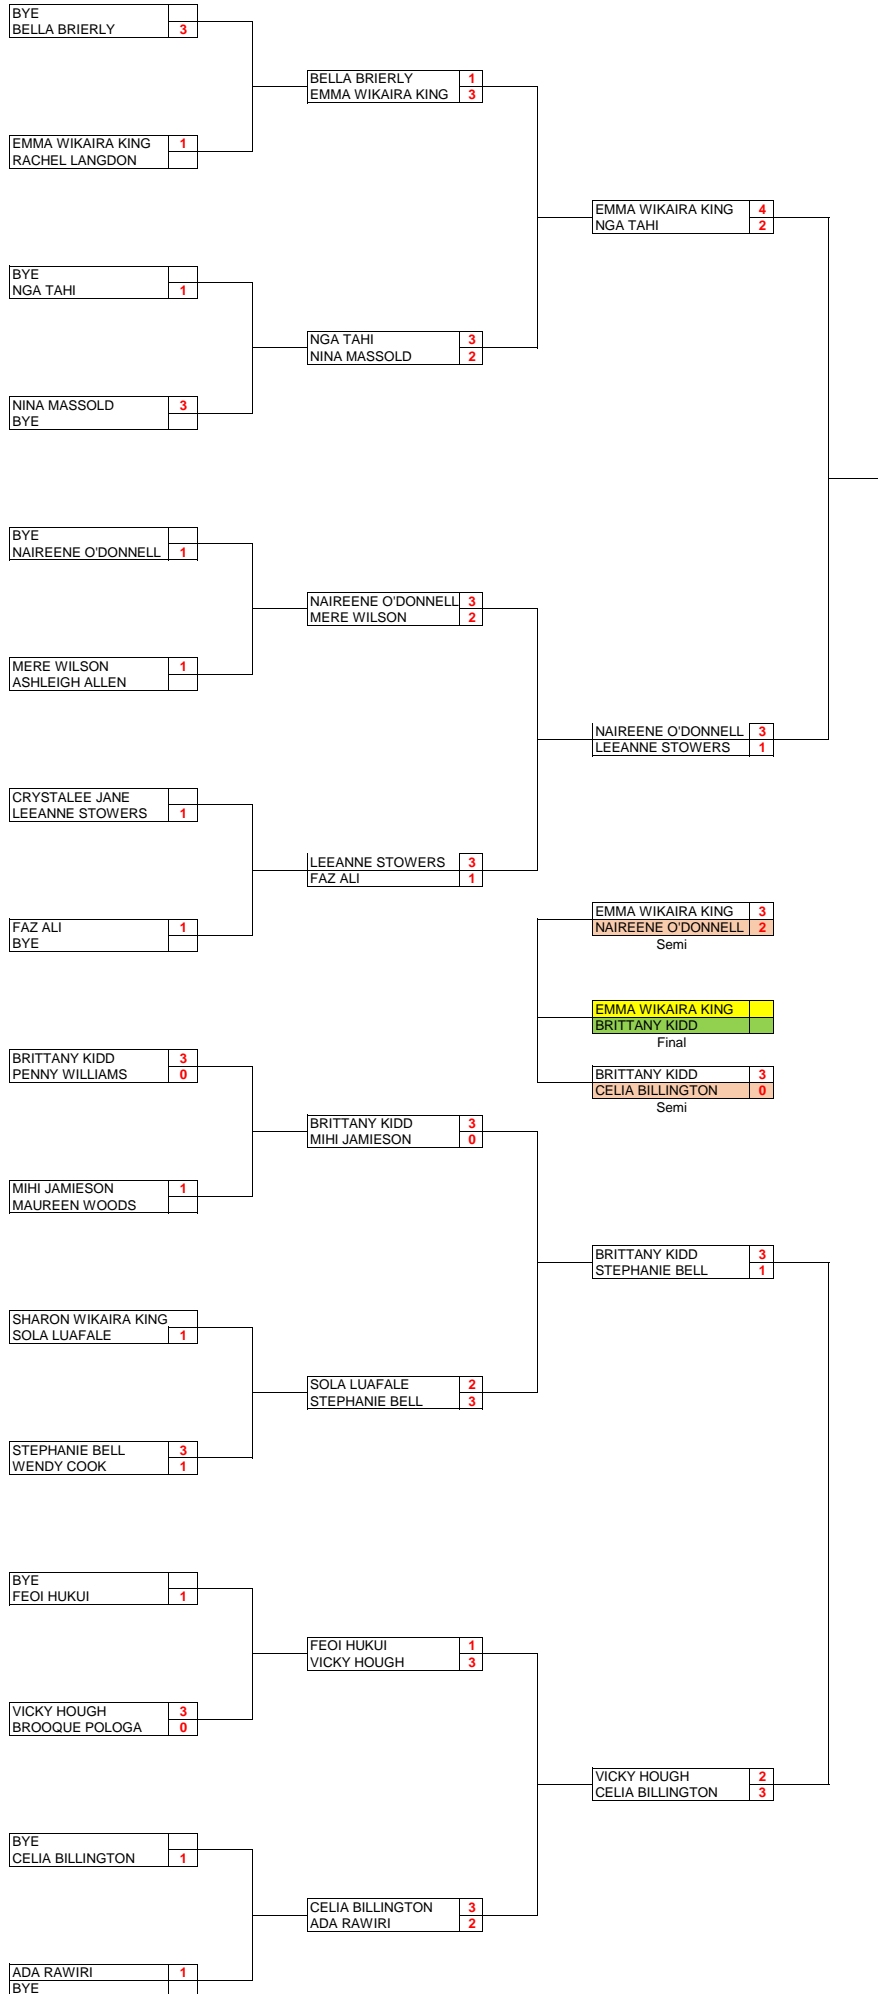 BYE
BELLA BRIERLY 3
BELLA BRIERLY 1
EMMA WIKAIRA KING 3
EMMA WIKAIRA KING 1
RACHEL LANGDON
EMMA WIKAIRA KING 4
NGA TAHI 2
BYE
NGA TAHI 1
NGA TAHI 3
NINA MASSOLD 2
NINA MASSOLD 3
BYE
BYE
NAIREENE O'DONNELL 1
NAIREENE O'DONNELL 3
MERE WILSON 2
MERE WILSON 1
ASHLEIGH ALLEN
NAIREENE O'DONNELL 3
LEEANNE STOWERS 1
CRYSTALEE JANE
LEEANNE STOWERS 1
LEEANNE STOWERS 3
FAZ ALI 1
EMMA WIKAIRA KING 3
NAIREENE O'DONNELL 2
Semi
FAZ ALI 1
BYE
EMMA WIKAIRA KING
BRITTANY KIDD
Final
BRITTANY KIDD 3
PENNY WILLIAMS 0
BRITTANY KIDD 3
CELIA BILLINGTON 0
Semi
BRITTANY KIDD 3
MIHI JAMIESON 0
MIHI JAMIESON 1
MAUREEN WOODS
BRITTANY KIDD 3
STEPHANIE BELL 1
SHARON WIKAIRA KING
SOLA LUAFALE 1
SOLA LUAFALE 2
STEPHANIE BELL 3
STEPHANIE BELL 3
WENDY COOK 1
BYE
FEOI HUKUI 1
FEOI HUKUI 1
VICKY HOUGH 3
VICKY HOUGH 3
BROOQUE POLOGA 0
VICKY HOUGH 2
CELIA BILLINGTON 3
BYE
CELIA BILLINGTON 1
CELIA BILLINGTON 3
ADA RAWIRI 2
ADA RAWIRI 1
BYE